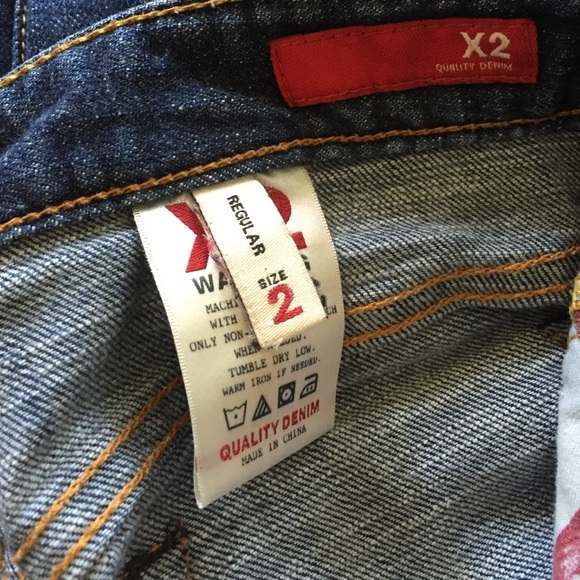 X2
QUALITY DENIM
REGULAR
SIZE
2
WA
MACHI
WITH
ONLY NON-
WHEN
TUMBLE DRY LOW.
WARM IRON IF NEEDED.
QUALITY DENIM
MADE IN CHINA